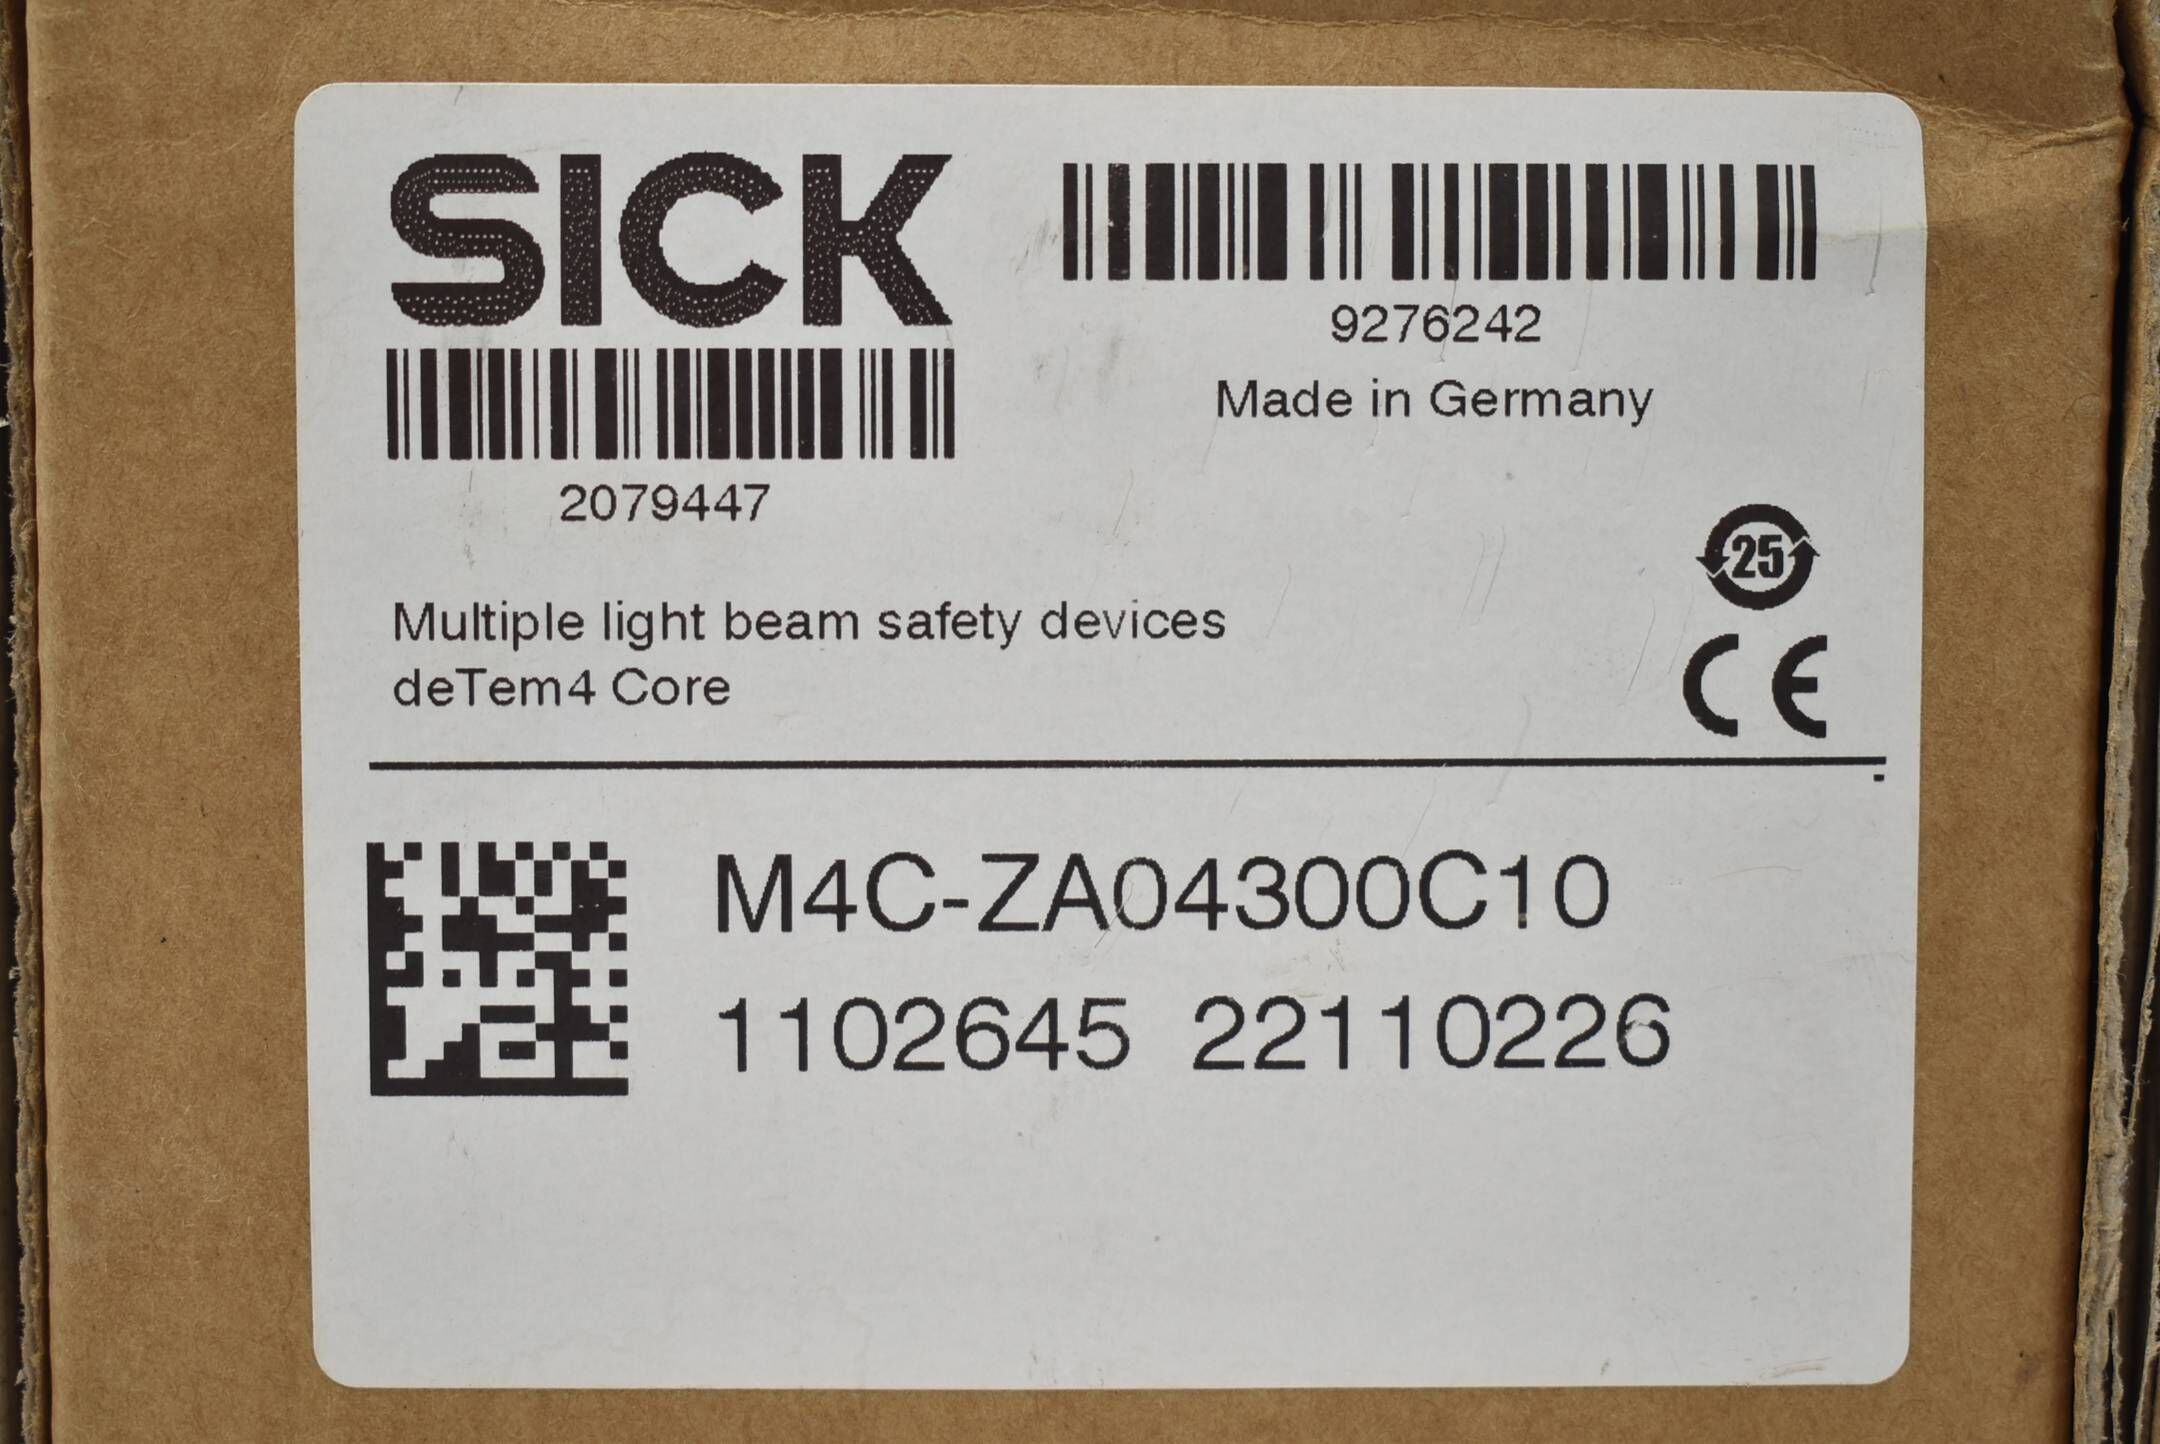 SICK
9276242
Made in Germany
2079447
25
Multiple light beam safety devices
deTem4 Core
CE
M4C-ZA04300C10
1102645 22110226